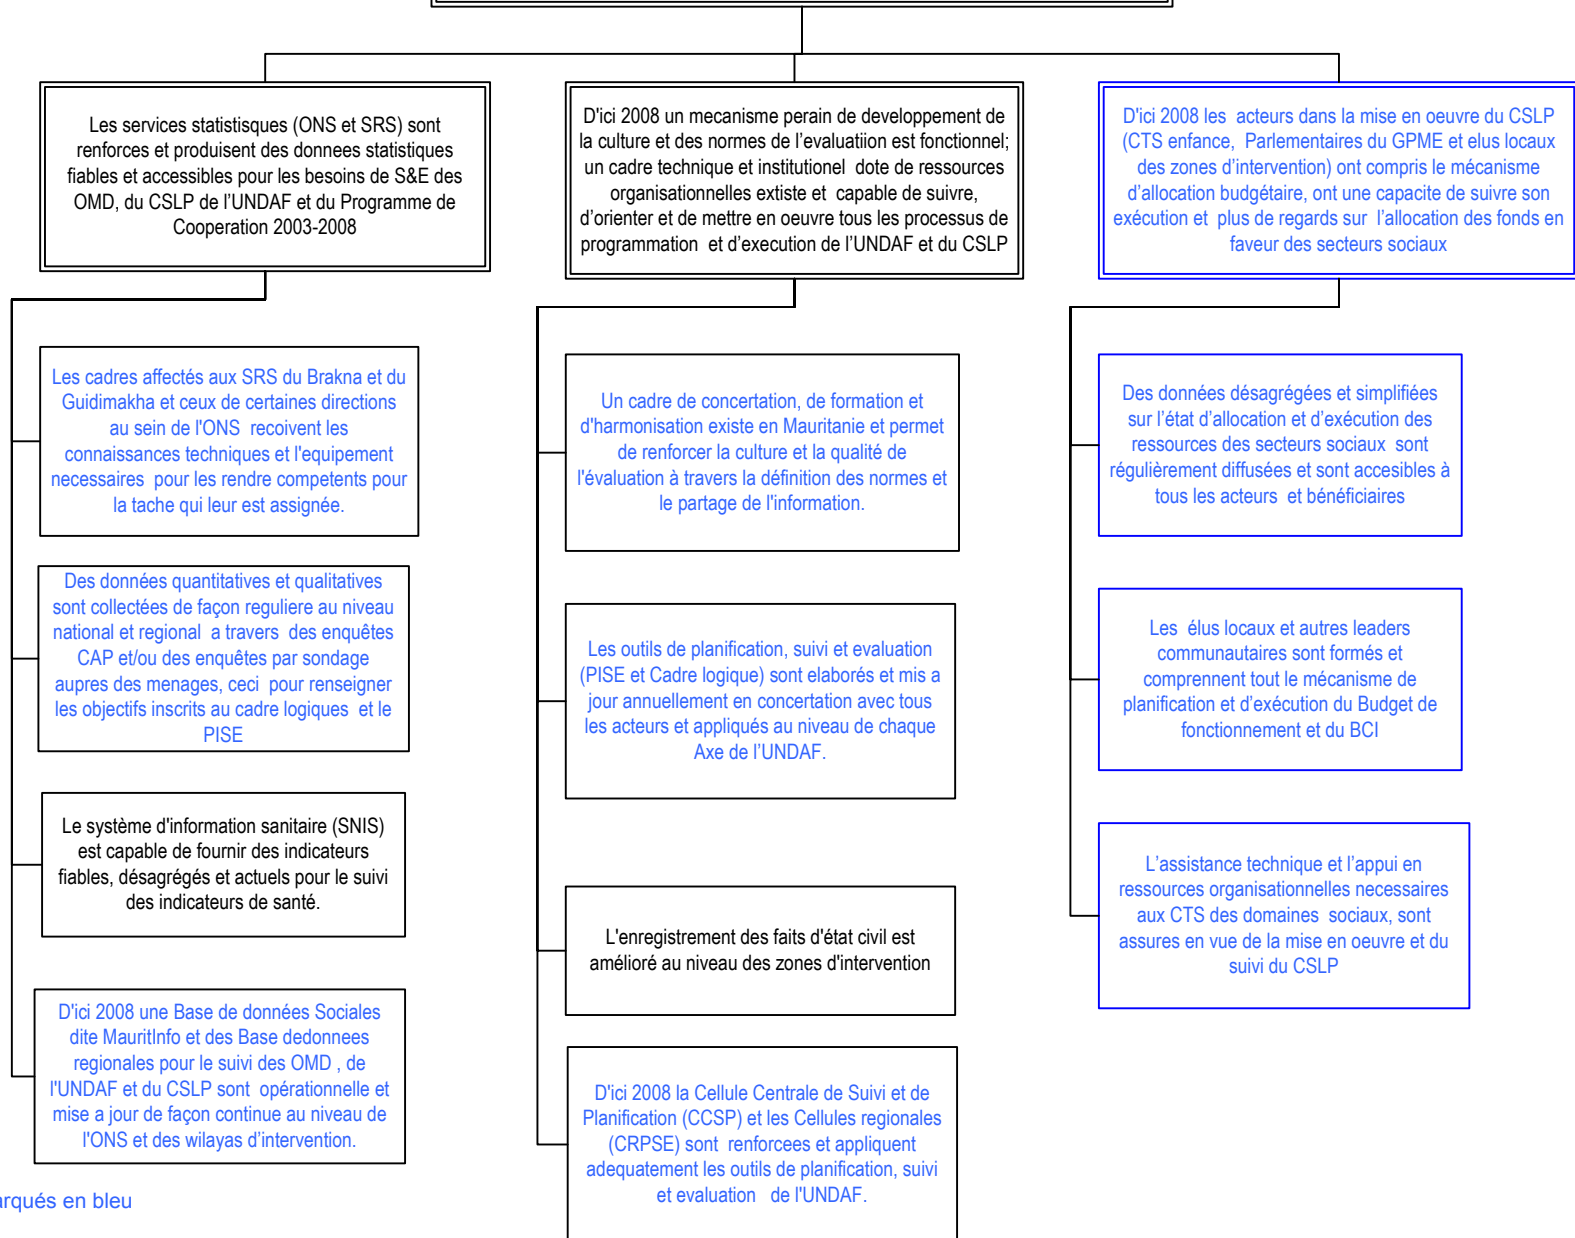 Les services statistisques (ONS et SRS) sont
renforces et produisent des donnees statistiques
fiables et accessibles pour les besoins de S&E des
OMD, du CSLP de l'UNDAF et du Programme de
Cooperation 2003-2008
D'ici 2008 un mecanisme perain de developpement de
la culture et des normes de l'evaluatiion est fonctionnel;
un cadre technique et institutionel dote de ressources
organisationnelles extiste et capable de suivre,
d'orienter et de mettre en oeuvre tous les processus de
programmation et d'execution de l'UNDAF et du CSLP
D'ici 2008 les acteurs dans la mise en oeuvre du CSLP
(CTS enfance, Parlementaires du GPME et elus locaux
des zones d'intervention) ont compris le mécanisme
d'allocation budgétaire, ont une capacite de suivre son
exécution et plus de regards sur l'allocation des fonds en
faveur des secteurs sociaux
Les cadres affectés aux SRS du Brakna et du
Guidimakha et ceux de certaines directions
au sein de l'ONS recoivent les
connaissances techniques et l'equipement
necessaires pour les rendre competents pour
la tache qui leur est assignée.
Des données quantitatives et qualitatives
sont collectées de façon reguliere au niveau
national et regional a travers des enquêtes
CAP et/ou des enquêtes par sondage
aupres des menages, ceci pour renseigner
les objectifs inscrits au cadre logiques et le
PISE
Le système d'information sanitaire (SNIS)
est capable de fournir des indicateurs
fiables, désagrégés et actuels pour le suivi
des indicateurs de santé.
D'ici 2008 une Base de données Sociales
dite MauritInfo et des Base dedonnees
regionales pour le suivi des OMD , de
l'UNDAF et du CSLP sont opérationnelle et
mise a jour de façon continue au niveau de
l'ONS et des wilayas d'intervention.
Un cadre de concertation, de formation et
d'harmonisation existe en Mauritanie et permet
de renforcer la culture et la qualité de
l'évaluation à travers la définition des normes et
le partage de l'information.
Les outils de planification, suivi et evaluation
(PISE et Cadre logique) sont elaborés et mis a
jour annuellement en concertation avec tous
les acteurs et appliqués au niveau de chaque
Axe de l'UNDAF.
L'enregistrement des faits d'état civil est
amélioré au niveau des zones d'intervention
D'ici 2008 la Cellule Centrale de Suivi et de
Planification (CCSP) et les Cellules regionales
(CRPSE) sont renforcees et appliquent
adequatement les outils de planification, suivi
et evaluation de l'UNDAF.
Des données désagrégées et simplifiées
sur l'état d'allocation et d'exécution des
ressources des secteurs sociaux sont
régulièrement diffusées et sont accesibles à
tous les acteurs et bénéficiaires
Les élus locaux et autres leaders
communautaires sont formés et
comprennent tout le mécanisme de
planification et d'exécution du Budget de
fonctionnement et du BCI
L'assistance technique et l'appui en
ressources organisationnelles necessaires
aux CTS des domaines sociaux, sont
assures en vue de la mise en oeuvre et du
suivi du CSLP
arqués en bleu